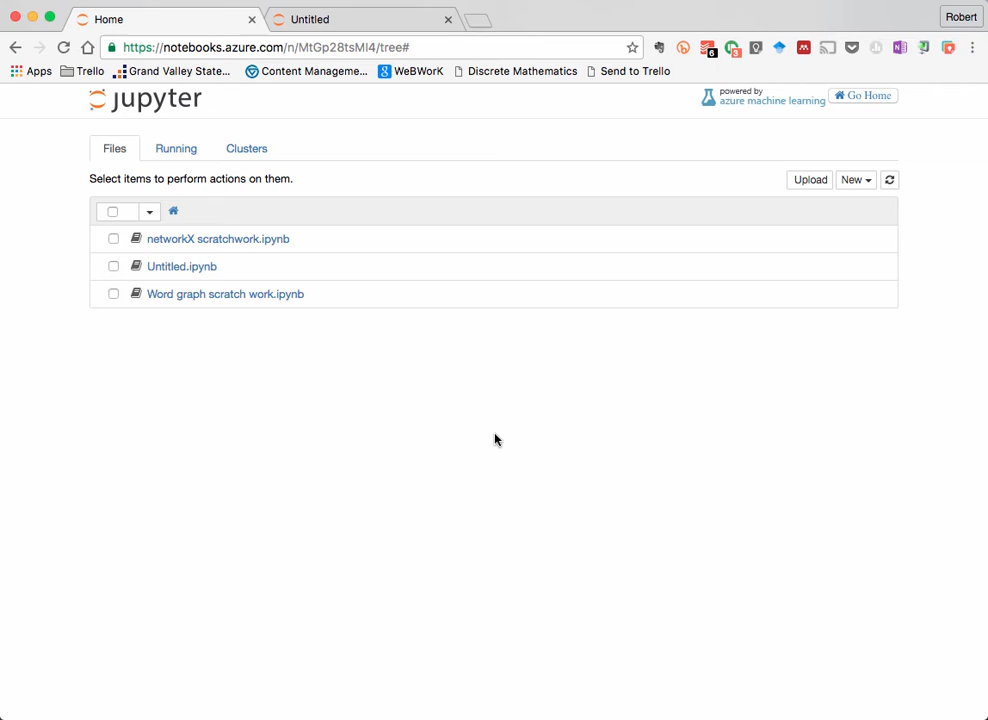 Home
Untitled
Robert
https://notebooks.azure.com/n/MtGp28tsMI4/tree#
6
3
Apps
Trello
Grand Valley State...
Content Manageme...
WeBWorK
Discrete Mathematics
Send to Trello
jupyter
powered by
azure machine learning
Go Home
Files
Running
Clusters
Select items to perform actions on them.
Upload
New
networkX scratchwork.ipynb
Untitled.ipynb
Word graph scratch work.ipynb